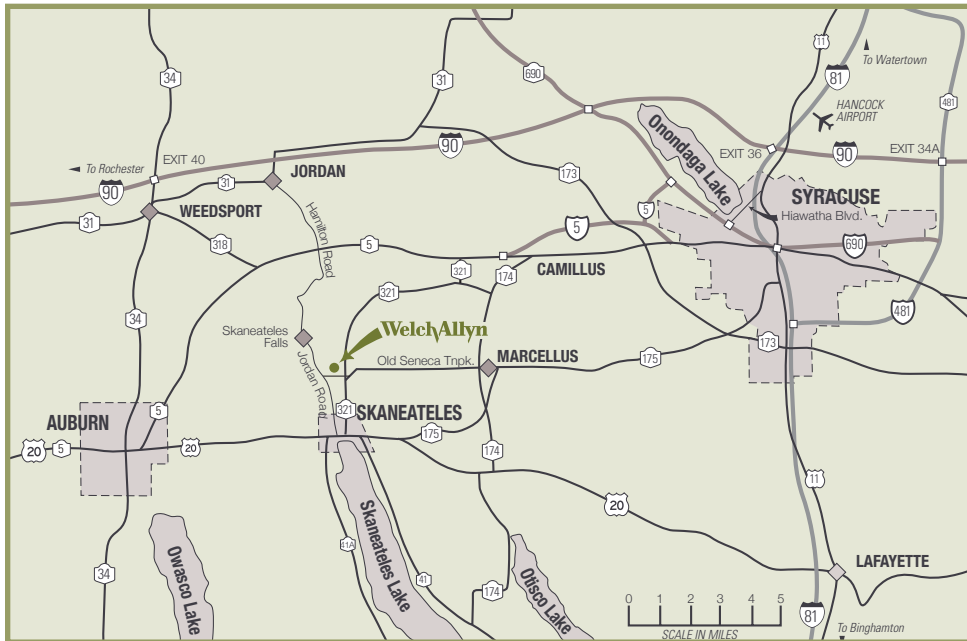 11
To Watertown
34
690
31
81
481
HANCOCK
AIRPORT
Onondaga Lake
90
EXIT 36
90
EXIT 34A
To Rochester
EXIT 40
JORDAN
173
90
31
SYRACUSE
Hiawatha Blvd.
WEEDSPORT
31
Hamilton Road
5
5
318
5
690
CAMILLUS
321
174
321
34
481
Skaneateles
Falls
WelchAllyn
173
Old Seneca Tnpk.
MARCELLUS
175
Jordan Road
AUBURN
5
321
SKANEATELES
175
20
5
20
174
11
20
Skaneateles Lake
Owasco Lake
41A
Otisco Lake
LAFAYETTE
34
41
174
0 1 2 3 4 5
SCALE IN MILES
81
To Binghamton